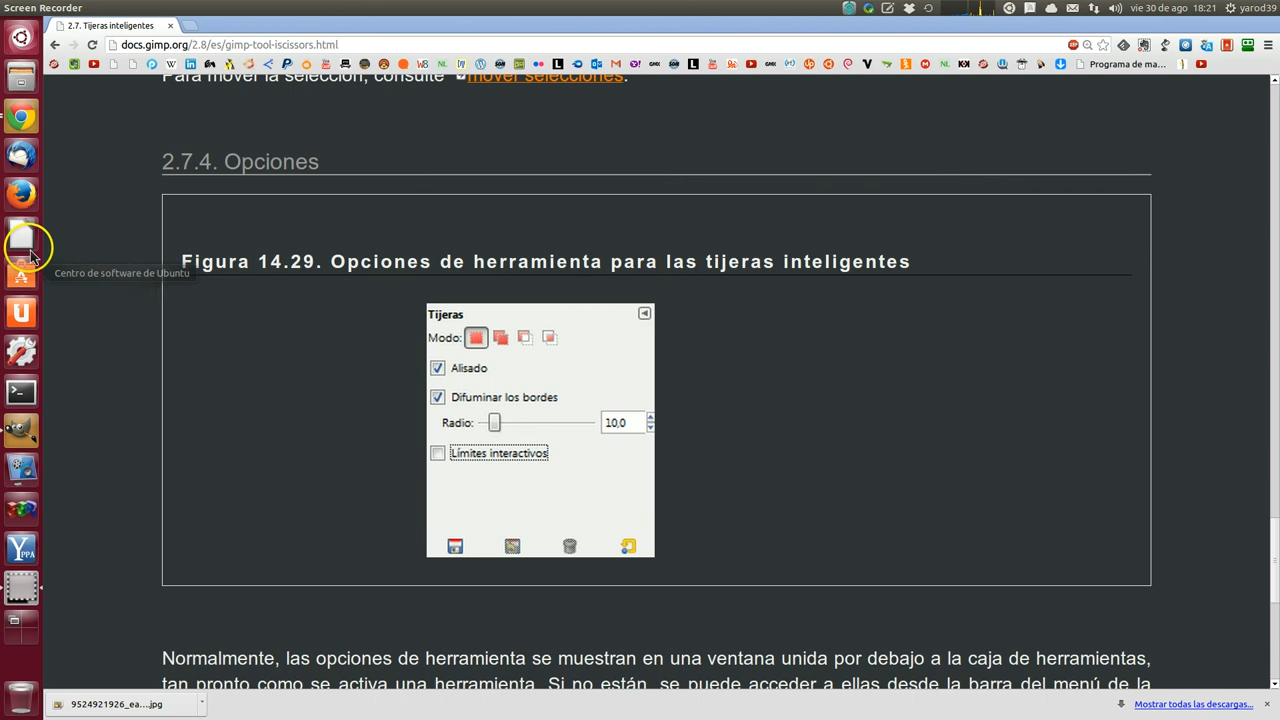 Screen Recorder
vie 30 de ago
18:21
yarod39
2.7. Tijeras inteligentes
docs.gimp.org/2.8/es/gimp-tool-iscissors.html
Programa de ma...
Para mover la selección, consulte mover selecciones.
2.7.4. Opciones
Figura 14.29. Opciones de herramienta para las tijeras inteligentes
Centro de software de Ubuntu
Tijeras
Modo:
Alisado
Difuminar los bordes
Radio:
10,0
Límites interactivos
Normalmente, las opciones de herramienta se muestran en una ventana unida por debajo a la caja de herramientas,
tan pronto como se activa una herramienta. Si no están, se puede acceder a ellas desde la barra del menú de la
9524921926_ea....jpg
Mostrar todas las descargas...